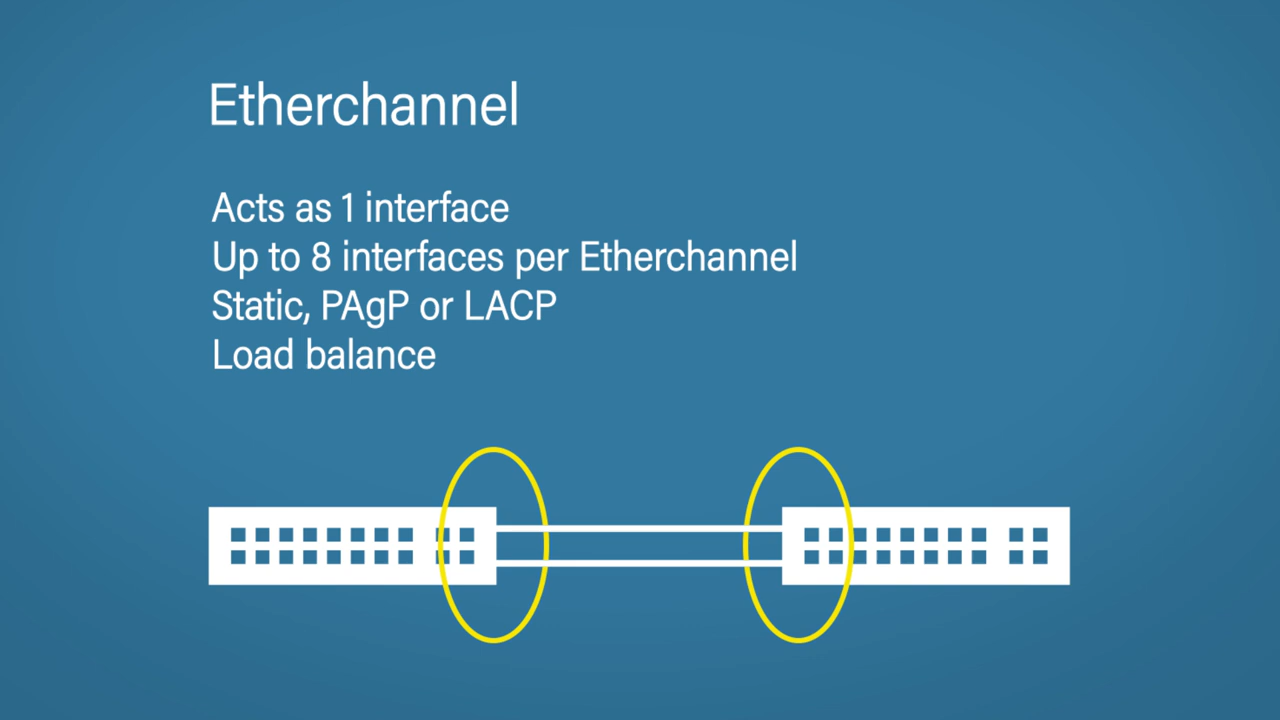 Etherchannel
Acts as 1 interface
Up to 8 interfaces per Etherchannel
Static, PAgP or LACP
Load balance